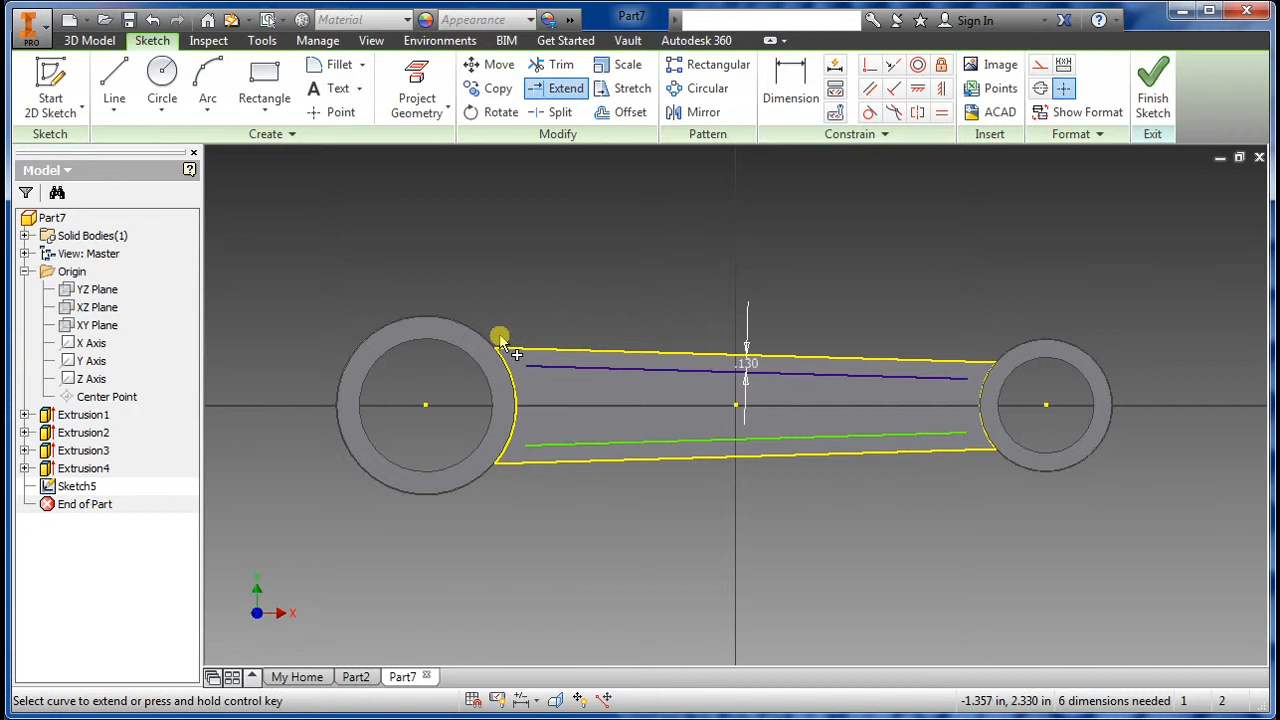 PRO
Material
Appearance
Part7
Sign In
3D Model Sketch Inspect Tools Manage View Environments BIM Get Started Vault Autodesk 360
Start
2D Sketch
Line
Circle
Arc
Rectangle
Fillet
Text
Point
Project
Geometry
Move
Copy
Rotate
Trim
Extend
Split
Scale
Stretch
Offset
Rectangular
Circular
Mirror
Dimension
Image
Points
ACAD
Show Format
Finish
Sketch
Sketch Create Modify Pattern Constrain Insert Format Exit
Model
Part7
Solid Bodies(1)
View: Master
Origin
YZ Plane
XZ Plane
XY Plane
X Axis
Y Axis
Z Axis
Center Point
Extrusion1
Extrusion2
Extrusion3
Extrusion4
Sketch5
End of Part
.130
X
My Home Part2 Part7
Select curve to extend or press and hold control key
-1.357 in, 2.330 in 6 dimensions needed 1 2